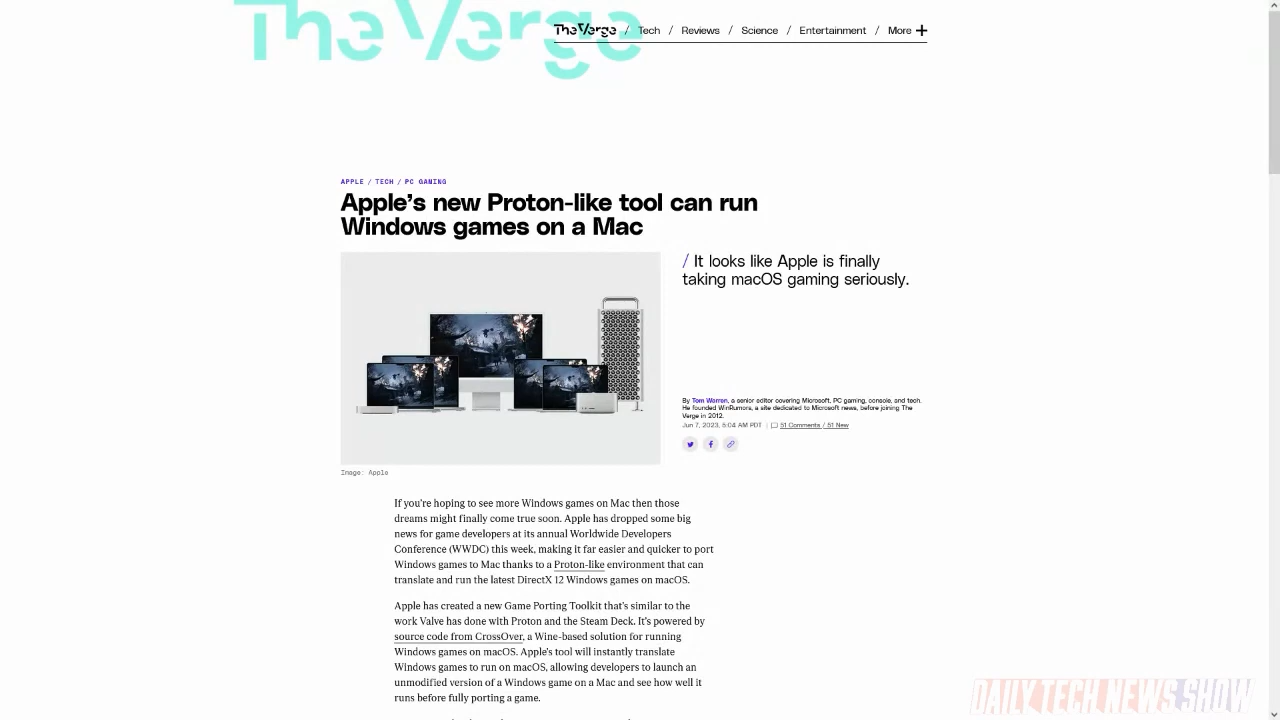 The Verge
The Verge / Tech / Reviews / Science / Entertainment / More +
APPLE / TECH / PC GAMING
Apple's new Proton-like tool can run
Windows games on a Mac
/ It looks like Apple is finally
taking macOS gaming seriously.
By Tom Warren, a senior editor covering Microsoft, PC gaming, console, and tech.
He founded WinRumors, a site dedicated to Microsoft news, before joining The
Verge in 2012.
Jun 7, 2023, 5:04 AM PDT | 51 Comments / 51 New
Image: Apple
If you're hoping to see more Windows games on Mac then those
dreams might finally come true soon. Apple has dropped some big
news for game developers at its annual Worldwide Developers
Conference (WWDC) this week, making it far easier and quicker to port
Windows games to Mac thanks to a Proton-like environment that can
translate and run the latest DirectX 12 Windows games on macOS.
Apple has created a new Game Porting Toolkit that's similar to the
work Valve has done with Proton and the Steam Deck. It's powered by
source code from CrossOver, a Wine-based solution for running
Windows games on macOS. Apple's tool will instantly translate
Windows games to run on macOS, allowing developers to launch an
unmodified version of a Windows game on a Mac and see how well it
runs before fully porting a game.
DAILY TECH NEWS SHOW